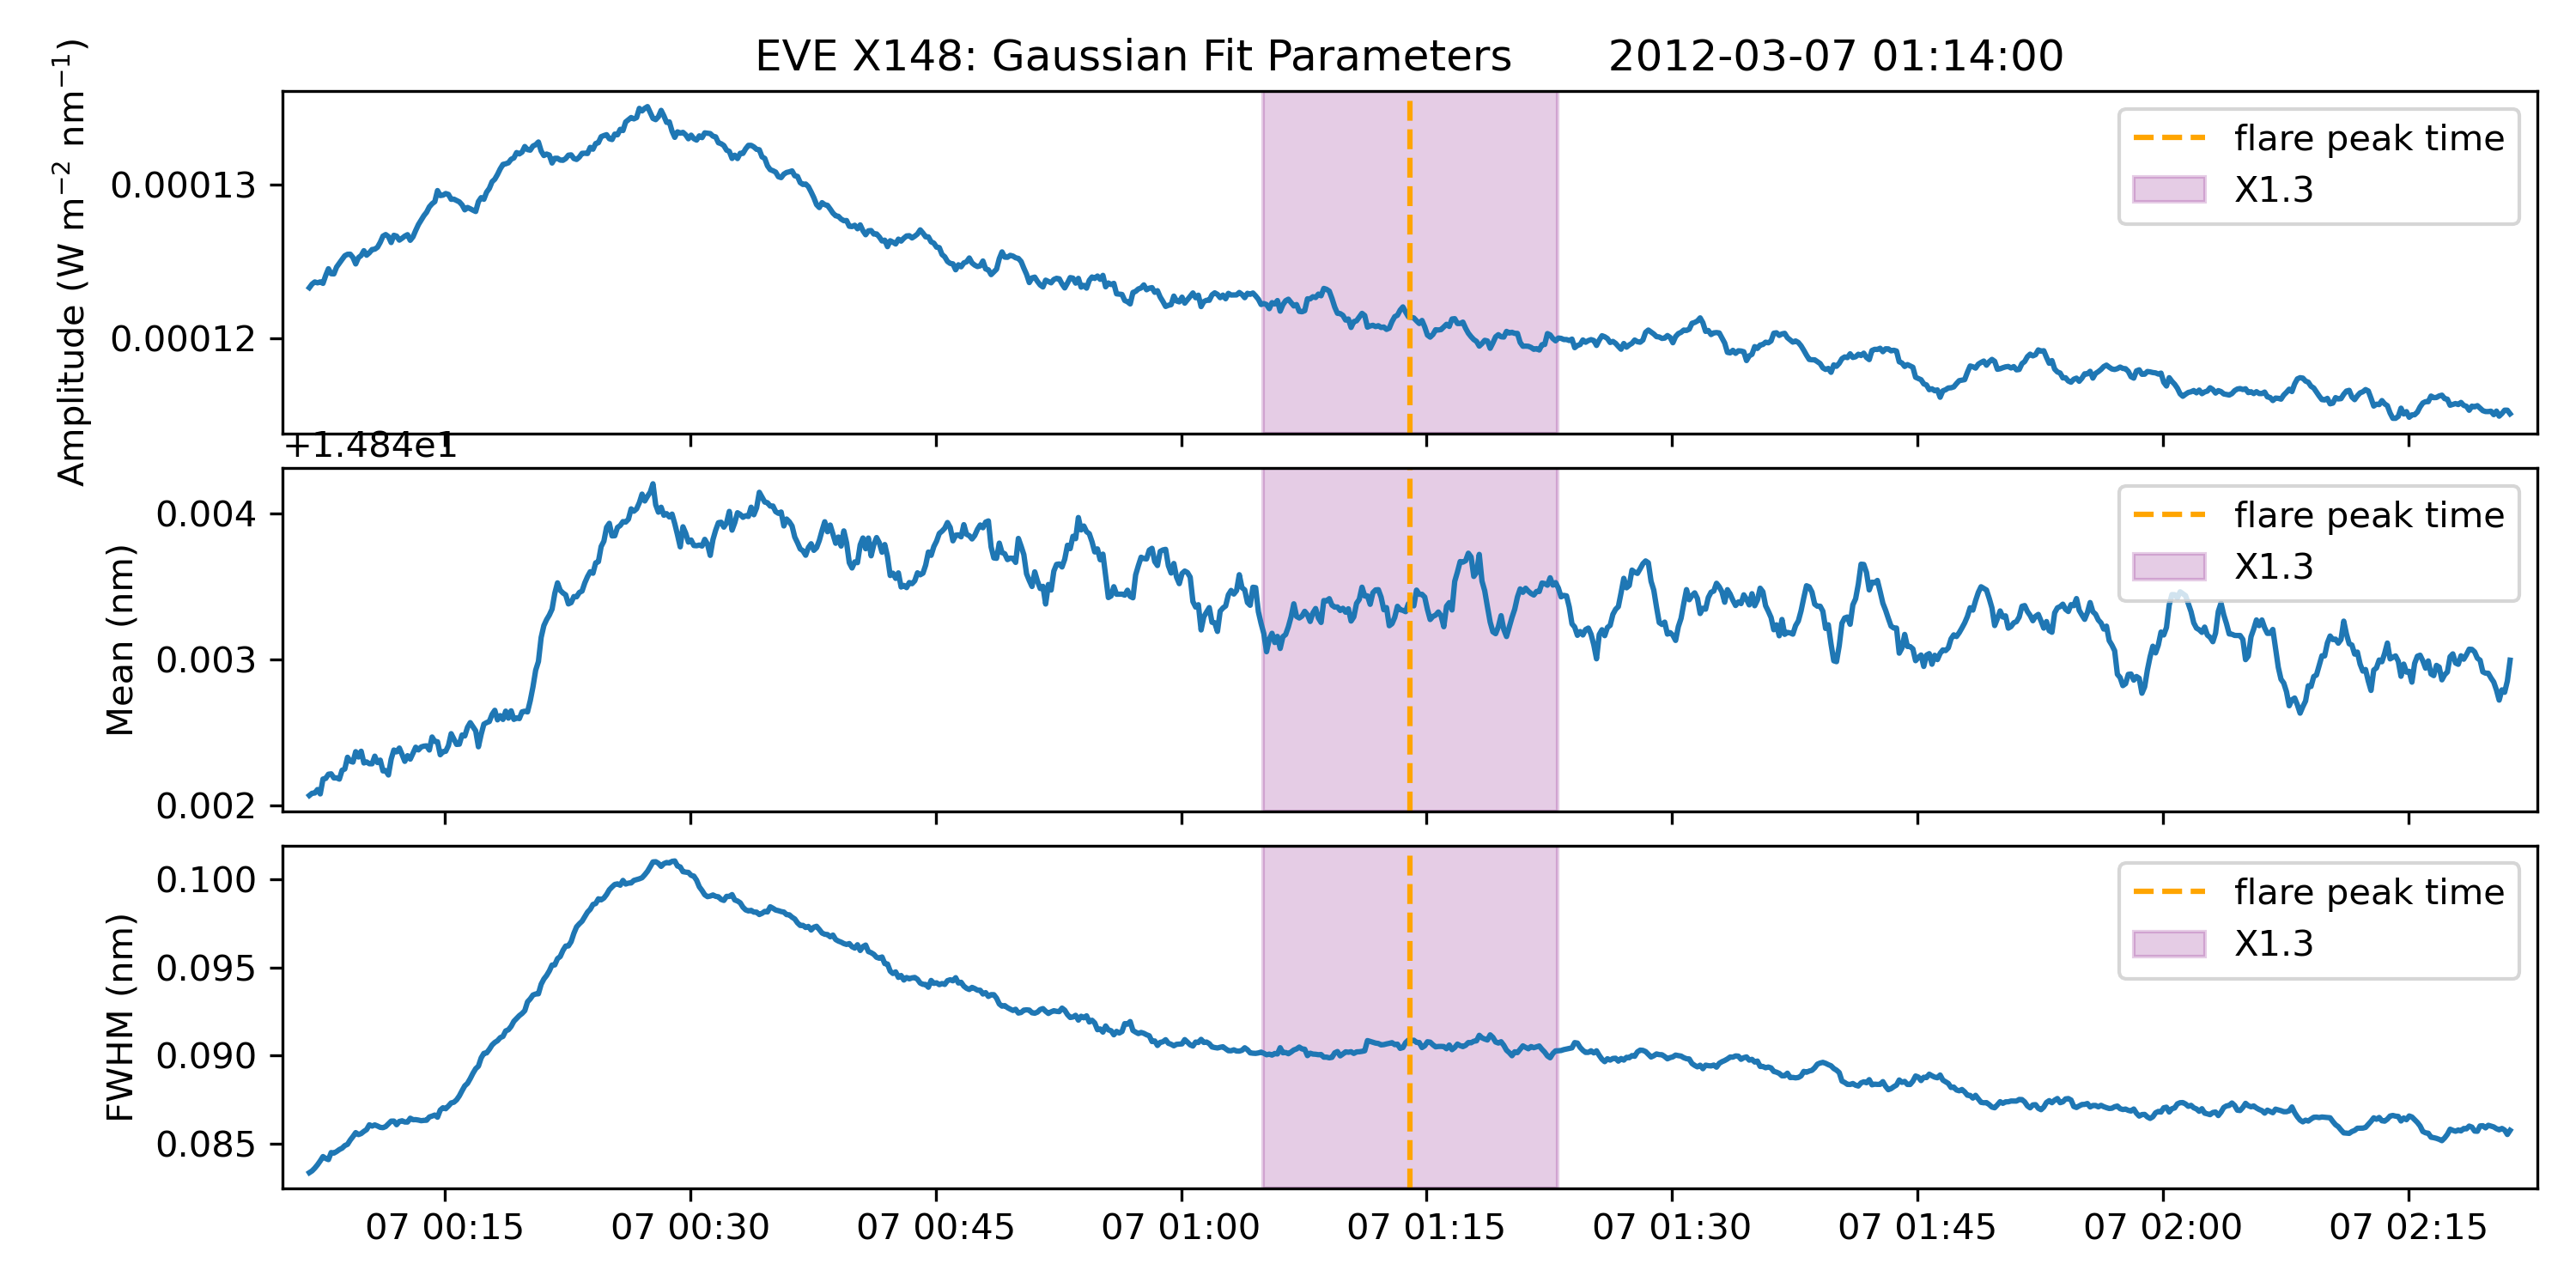 EVE X148: Gaussian Fit Parameters 2012-03-07 01:14:00
Amplitude (W m⁻² nm⁻¹)
0.00013
0.00012
flare peak time
X1.3
+1.484e1
Mean (nm)
0.004
0.003
0.002
flare peak time
X1.3
FWHM (nm)
0.100
0.095
0.090
0.085
flare peak time
X1.3
07 00:15 07 00:30 07 00:45 07 01:00 07 01:15 07 01:30 07 01:45 07 02:00 07 02:15